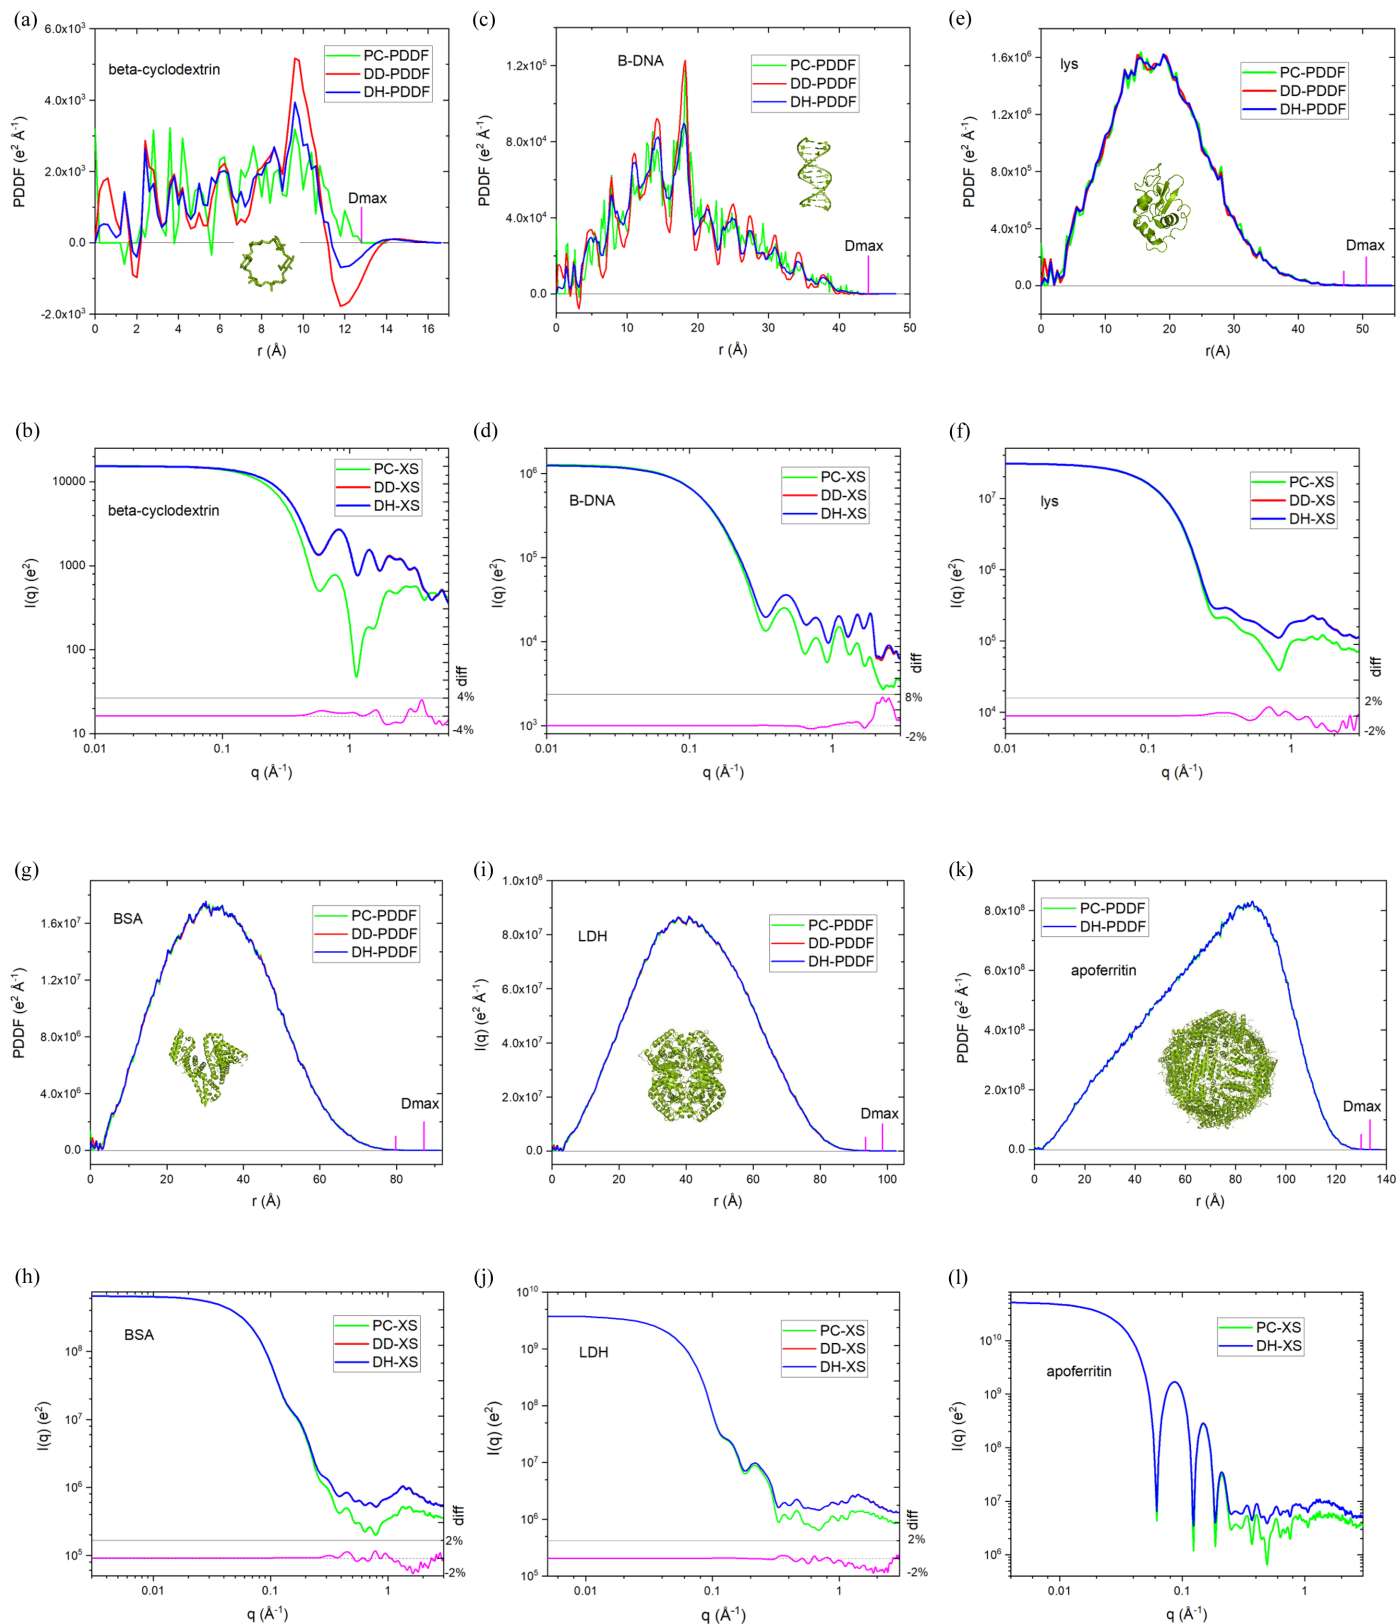 (a)
6.0x10³
4.0x10³
2.0x10³
0.0
-2.0x10³
PDDF (e² Å⁻¹)
beta-cyclodextrin
PC-PDDF
DD-PDDF
DH-PDDF
Dmax
0 2 4 6 8 10 12 14 16
r (Å)
(c)
1.2x10⁵
8.0x10⁴
4.0x10⁴
0.0
PDDF (e² Å⁻¹)
B-DNA
PC-PDDF
DD-PDDF
DH-PDDF
Dmax
0 10 20 30 40 50
r (Å)
(e)
1.6x10⁶
1.2x10⁶
8.0x10⁵
4.0x10⁵
0.0
PDDF (e² Å⁻¹)
lys
PC-PDDF
DD-PDDF
DH-PDDF
Dmax
0 10 20 30 40 50
r(A)
(b)
10000
1000
100
10
I(q) (e²)
beta-cyclodextrin
PC-XS
DD-XS
DH-XS
diff
4%
-4%
0.01 0.1 1
q (Å⁻¹)
(d)
10⁶
10⁵
10⁴
10³
I(q) (e²)
B-DNA
PC-XS
DD-XS
DH-XS
diff
8%
-2%
0.01 0.1 1
q (Å⁻¹)
(f)
10⁷
10⁶
10⁵
10⁴
I(q) (e²)
lys
PC-XS
DD-XS
DH-XS
diff
2%
-2%
0.01 0.1 1
q (Å⁻¹)
(g)
1.6x10⁷
1.2x10⁷
8.0x10⁶
4.0x10⁶
0.0
PDDF (e² Å⁻¹)
BSA
PC-PDDF
DD-PDDF
DH-PDDF
Dmax
0 20 40 60 80
r (Å)
(i)
1.0x10⁸
8.0x10⁷
6.0x10⁷
4.0x10⁷
2.0x10⁷
0.0
I(q) (e² Å⁻¹)
LDH
PC-PDDF
DD-PDDF
DH-PDDF
Dmax
0 20 40 60 80 100
r (Å)
(k)
8.0x10⁸
6.0x10⁸
4.0x10⁸
2.0x10⁸
0.0
PDDF (e² Å⁻¹)
PC-PDDF
DH-PDDF
apoferritin
Dmax
0 20 40 60 80 100 120 140
r (Å)
(h)
10⁸
10⁷
10⁶
10⁵
I(q) (e²)
BSA
PC-XS
DD-XS
DH-XS
diff
2%
-2%
0.01 0.1 1
q (Å⁻¹)
(j)
10¹⁰
10⁹
10⁸
10⁷
10⁶
10⁵
I(q) (e²)
LDH
PC-XS
DD-XS
DH-XS
diff
2%
-2%
0.1 1
q (Å⁻¹)
(l)
10¹⁰
10⁹
10⁸
10⁷
10⁶
I(q) (e²)
PC-XS
DH-XS
apoferritin
0.01 0.1 1
q (Å⁻¹)